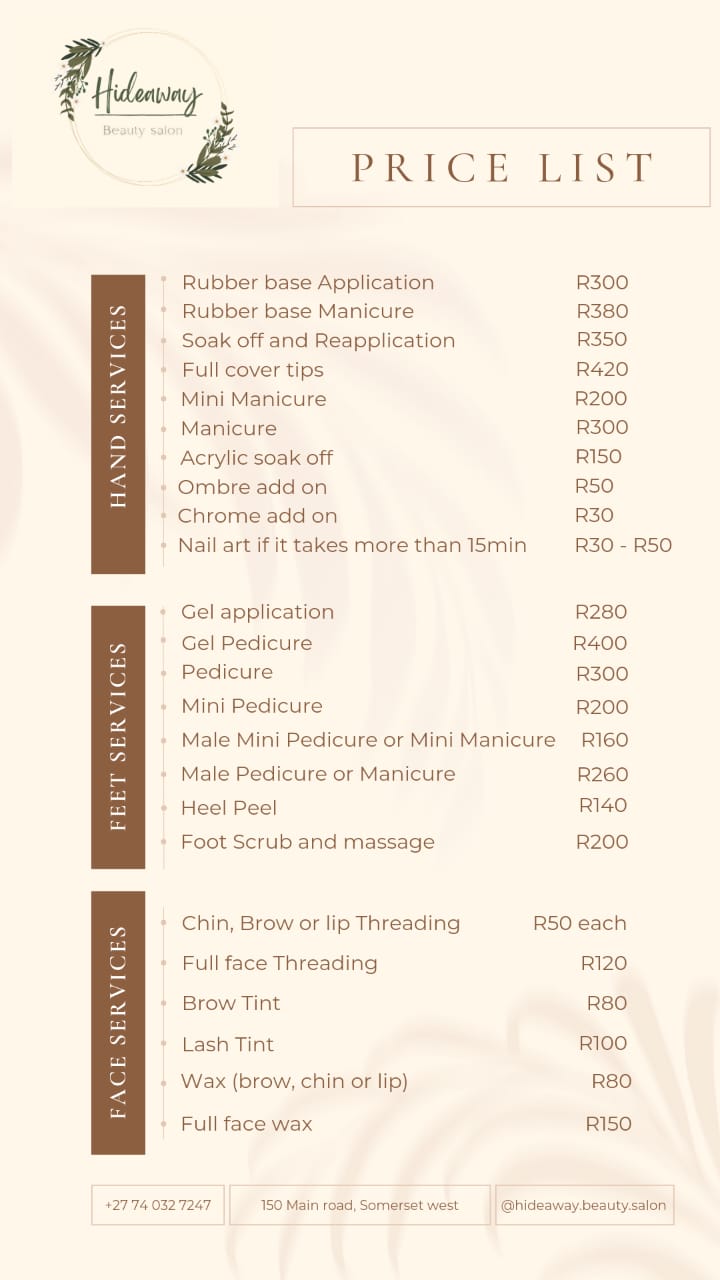 Hideaway
Beauty salon
PRICE LIST
HAND SERVICES
Rubber base Application R300
Rubber base Manicure R380
Soak off and Reapplication R350
Full cover tips R420
Mini Manicure R200
Manicure R300
Acrylic soak off R150
Ombre add on R50
Chrome add on R30
Nail art if it takes more than 15min R30 - R50
FEET SERVICES
Gel application R280
Gel Pedicure R400
Pedicure R300
Mini Pedicure R200
Male Mini Pedicure or Mini Manicure R160
Male Pedicure or Manicure R260
Heel Peel R140
Foot Scrub and massage R200
FACE SERVICES
Chin, Brow or lip Threading R50 each
Full face Threading R120
Brow Tint R80
Lash Tint R100
Wax (brow, chin or lip) R80
Full face wax R150
+27 74 032 7247 150 Main road, Somerset west @hideaway.beauty.salon